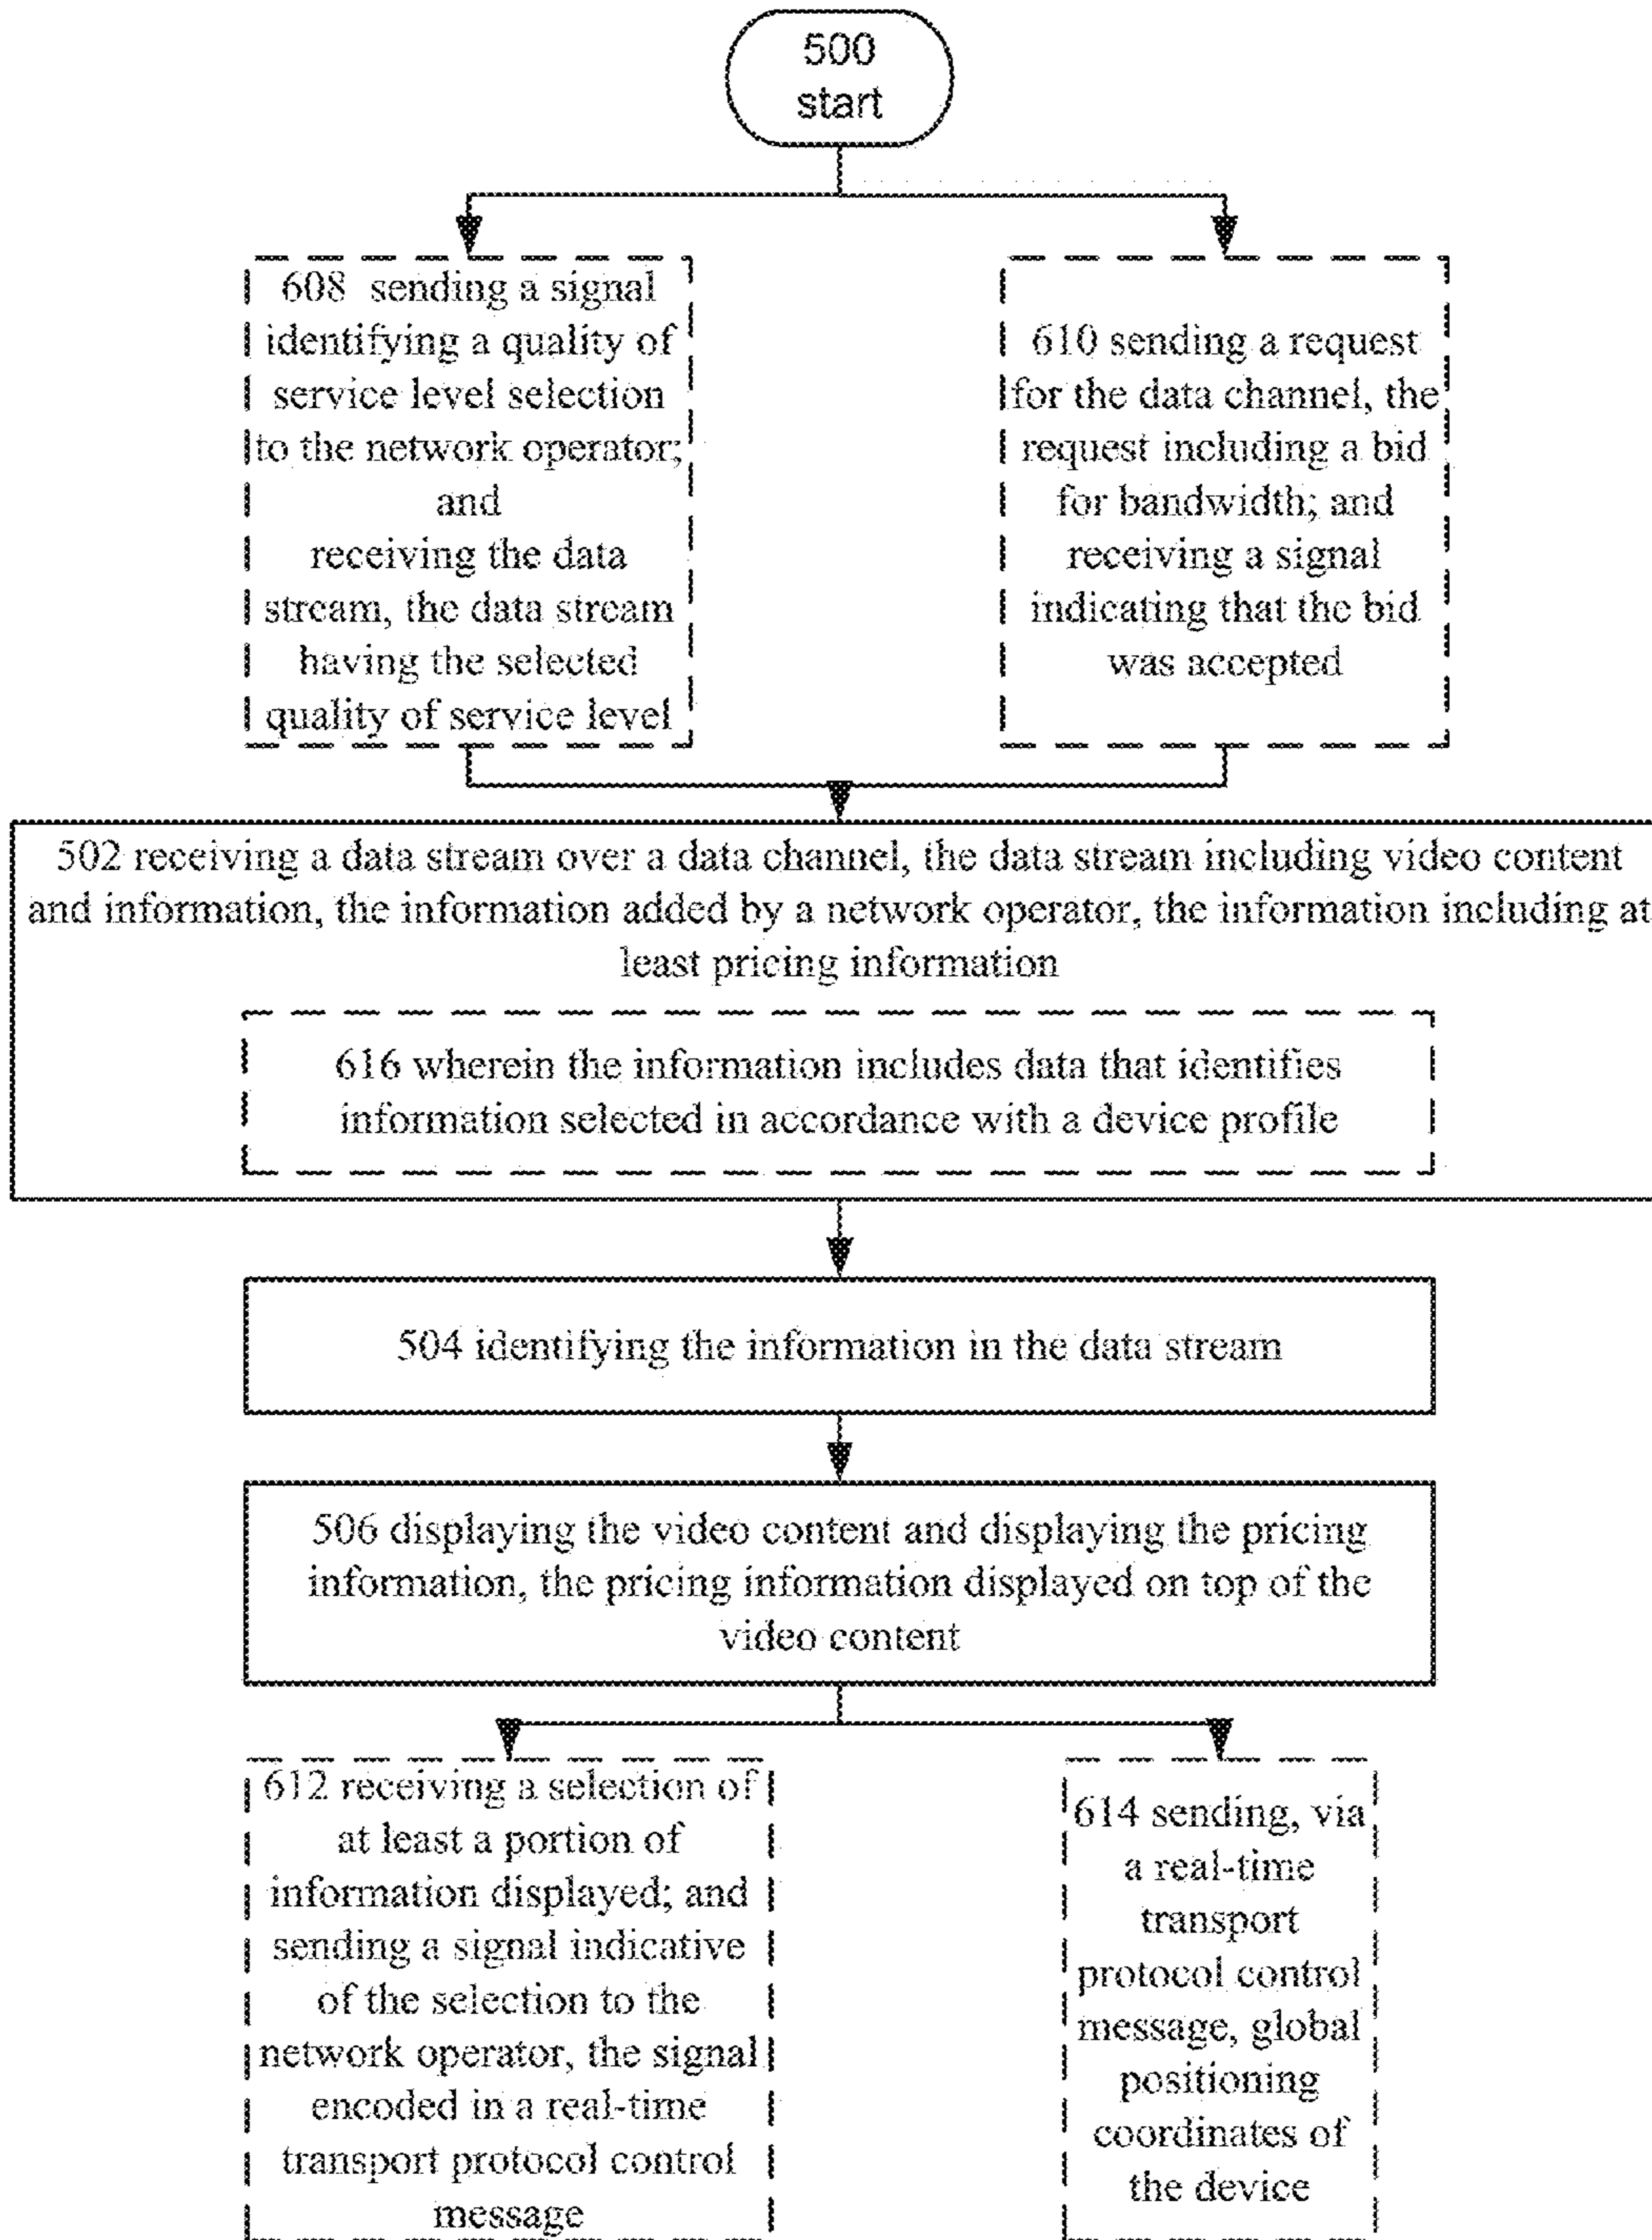 500
start
608 sending a signal
identifying a quality of
service level selection
to the network operator;
and
receiving the data
stream, the data stream
having the selected
quality of service level
610 sending a request
for the data channel, the
request including a bid
for bandwidth; and
receiving a signal
indicating that the bid
was accepted
502 receiving a data stream over a data channel, the data stream including video content
and information, the information added by a network operator, the information including at
least pricing information
616 wherein the information includes data that identifies
information selected in accordance with a device profile
504 identifying the information in the data stream
506 displaying the video content and displaying the pricing
information, the pricing information displayed on top of the
video content
612 receiving a selection of
at least a portion of
information displayed; and
sending a signal indicative
of the selection to the
network operator, the signal
encoded in a real-time
transport protocol control
message
614 sending, via
a real-time
transport
protocol control
message, global
positioning
coordinates of
the device